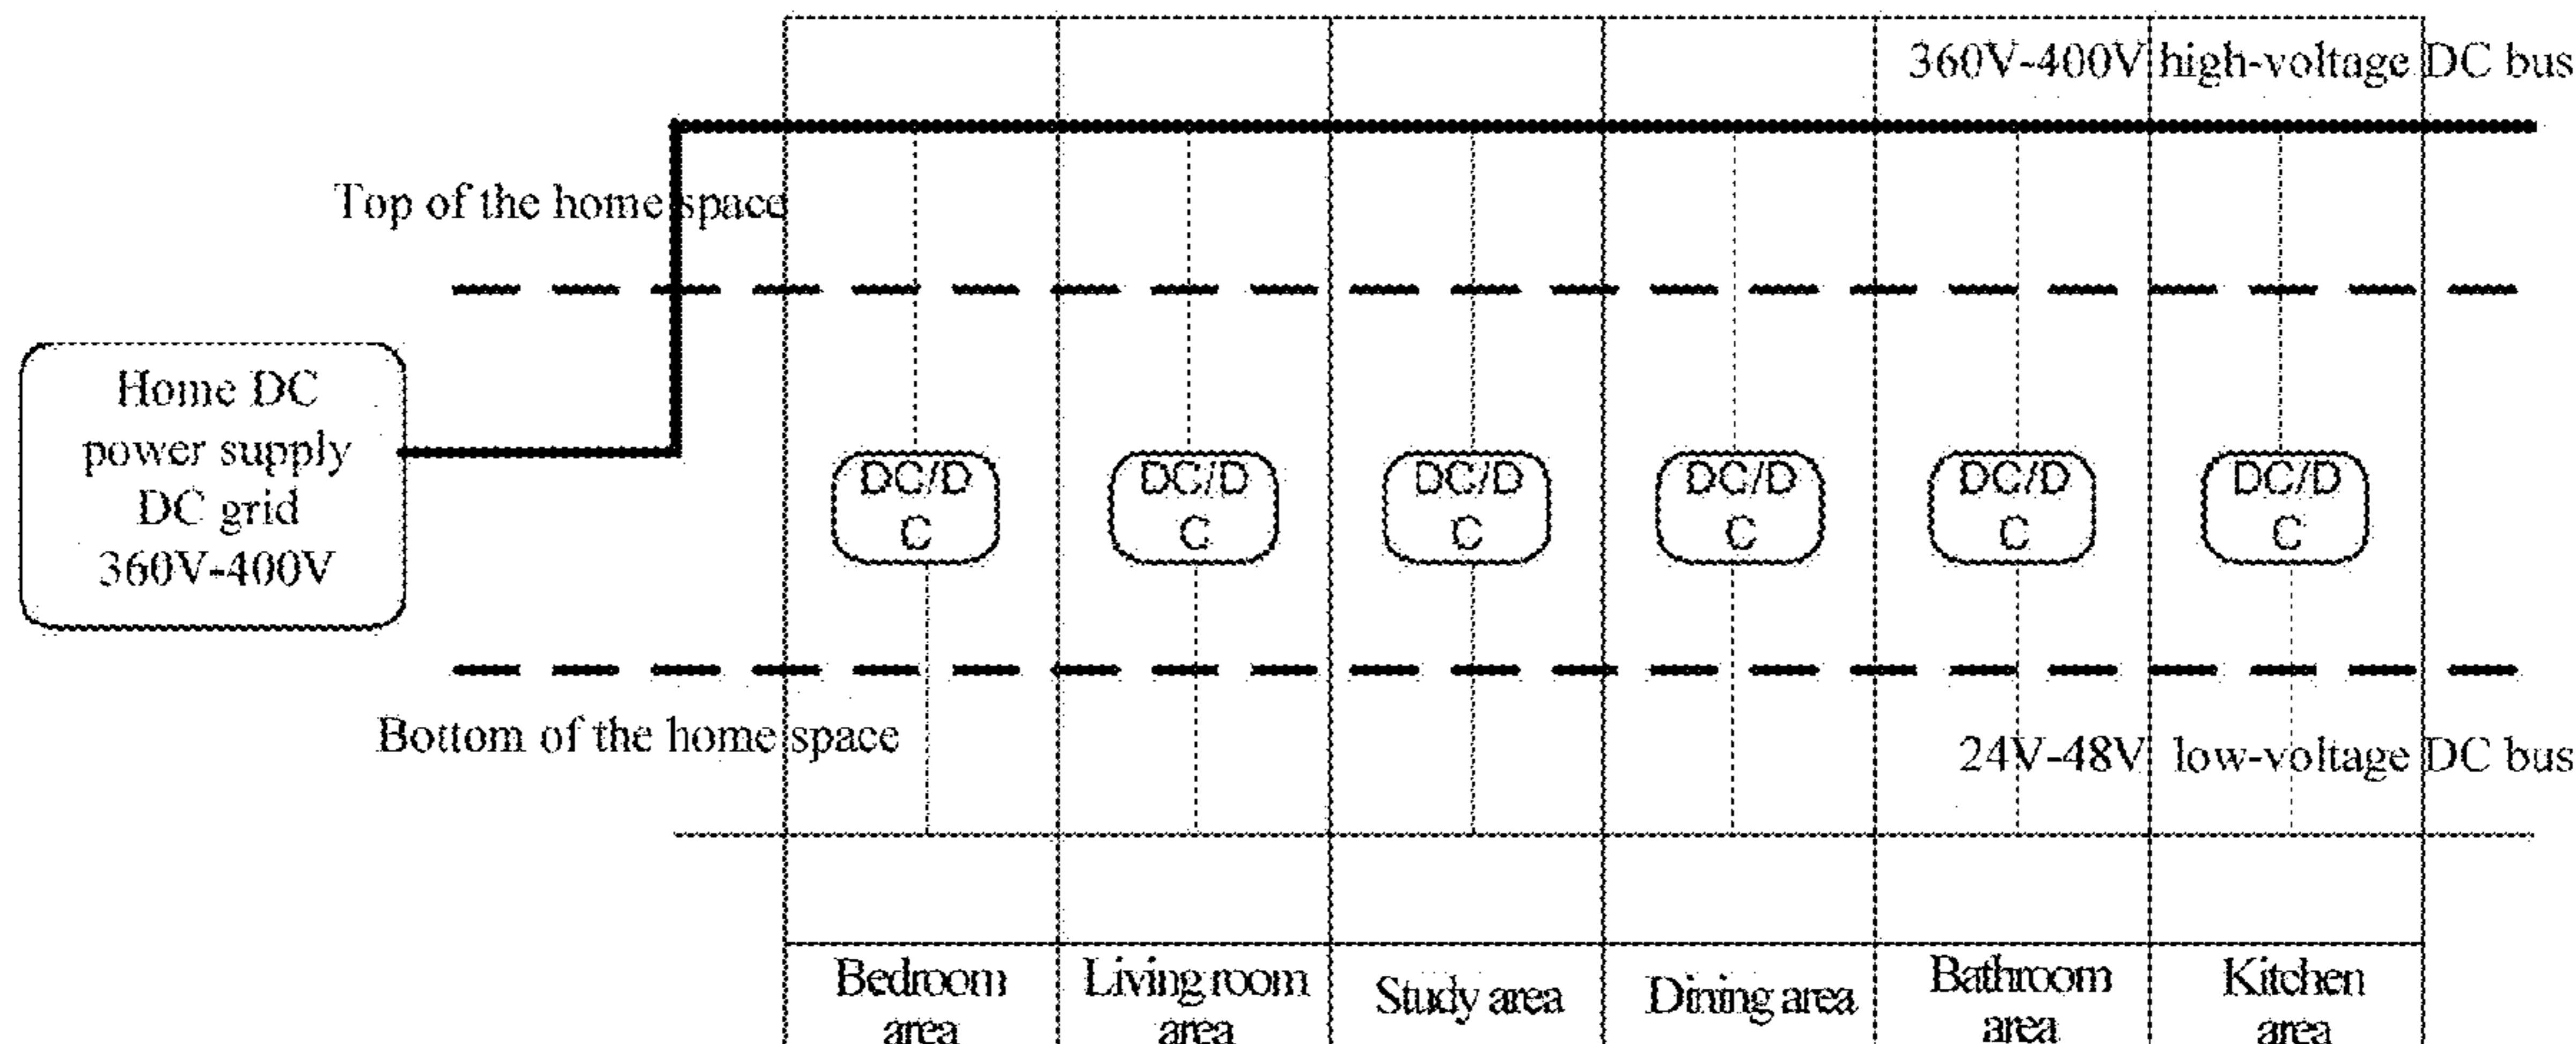 360V-400V high-voltage DC bus
Top of the home space
Home DC
power supply
DC grid
360V-400V
DC/D
C
DC/D
C
DC/D
C
DC/D
C
DC/D
C
DC/D
C
Bottom of the home space
24V-48V low-voltage DC bus
Bedroom
area
Living room
area
Study area
Dining area
Bathroom
area
Kitchen
area